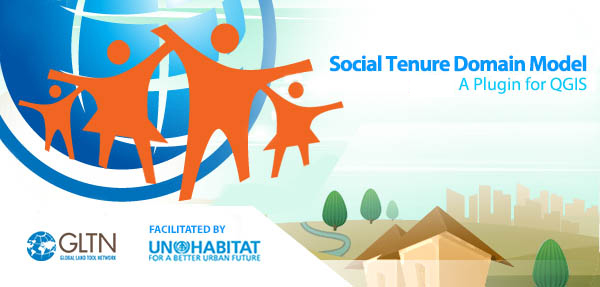 Social Tenure Domain Model
A Plugin for QGIS
FACILITATED BY
GLTN
GLOBAL LAND TOOL NETWORK
UN HABITAT
FOR A BETTER URBAN FUTURE